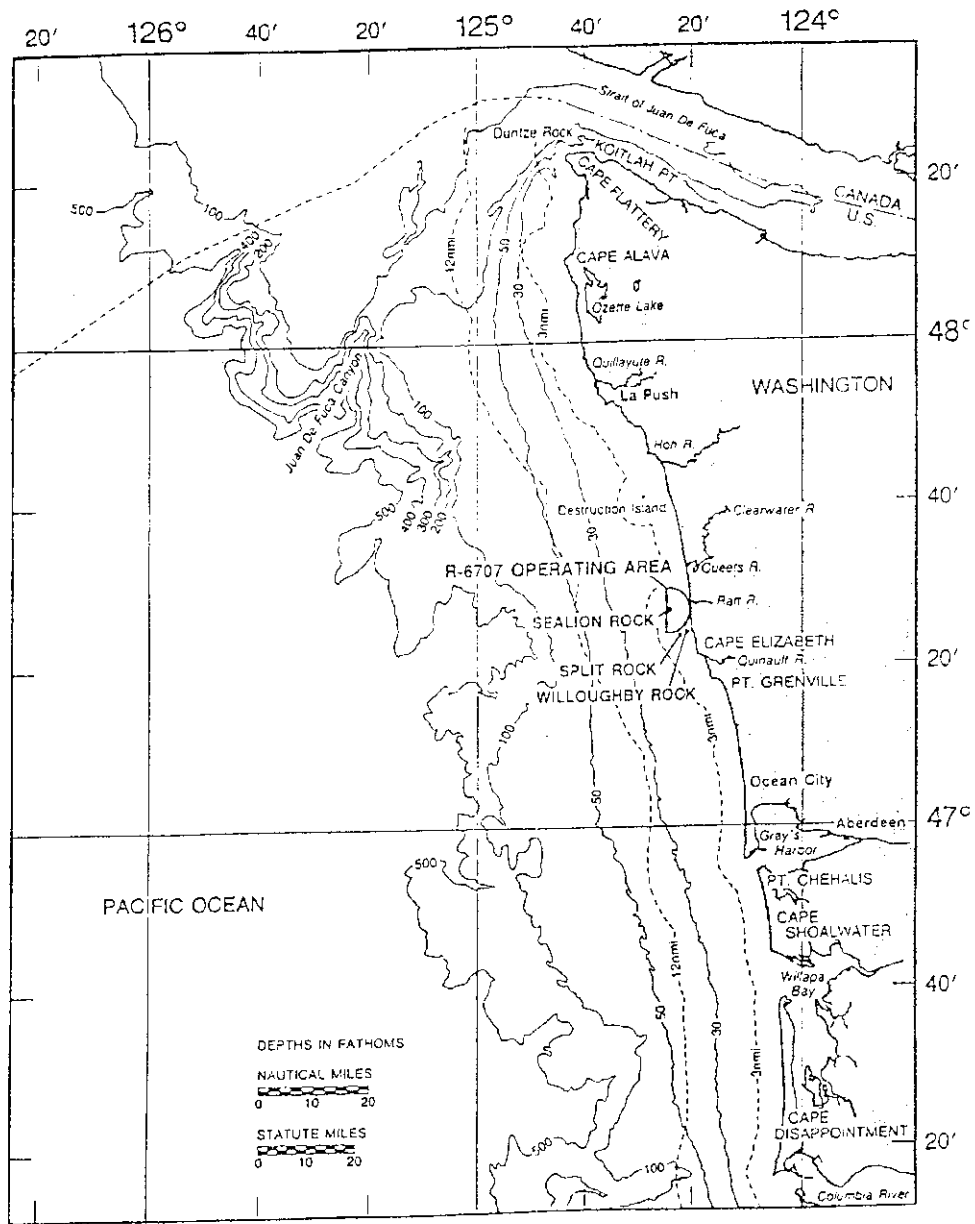 20' 126° 40' 20' 125° 40' 20' 124°
Strait of Juan De Fuca
Duntze Rock
KOITLAH PT.
CAPE FLATTERY
20'
CANADA
U.S.
500
100
400
200
12nmi
50
30
3nmi
CAPE ALAVA
Ozette Lake
48°
Quillayute R.
WASHINGTON
La Push
Juan De Fuca Canyon
100
Hoh R.
40'
500
400
300
200
Destruction Island
Clearwater R.
30
Queets R.
R-6707 OPERATING AREA
Raft R.
SEALION ROCK
CAPE ELIZABETH
20'
Quinault R.
SPLIT ROCK
PT. GRENVILLE
WILLOUGHBY ROCK
100
3nmi
Ocean City
50
47°
Aberdeen
Gray's
Harbor
500
PT. CHEHALIS
PACIFIC OCEAN
CAPE
SHOALWATER
12nmi
Willapa
Bay
40'
50
30
3nmi
DEPTHS IN FATHOMS
NAUTICAL MILES
0 10 20
STATUTE MILES
0 10 20
CAPE
DISAPPOINTMENT
500
100
20'
Columbia River